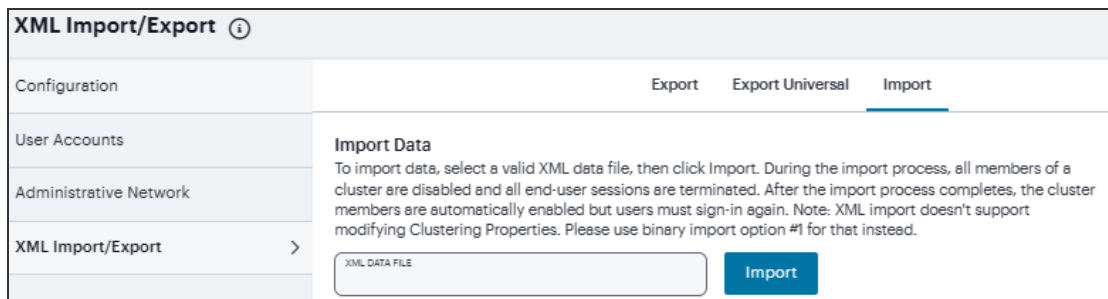 XML Import/Export
Configuration
User Accounts
Administrative Network
XML Import/Export
Export Export Universal Import
Import Data
To import data, select a valid XML data file, then click Import. During the import process, all members of a
cluster are disabled and all end-user sessions are terminated. After the import process completes, the cluster
members are automatically enabled but users must sign-in again. Note: XML import doesn't support
modifying Clustering Properties. Please use binary import option #1 for that instead.
XML DATA FILE
Import